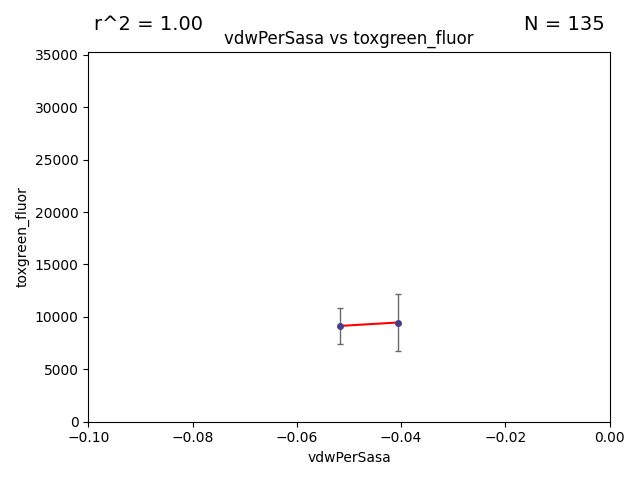 r^2 = 1.00
N = 135
vdwPerSasa vs toxgreen_fluor
35000
30000
25000
20000
15000
10000
5000
0
toxgreen_fluor
−0.10
−0.08
−0.06
−0.04
−0.02
0.00
vdwPerSasa